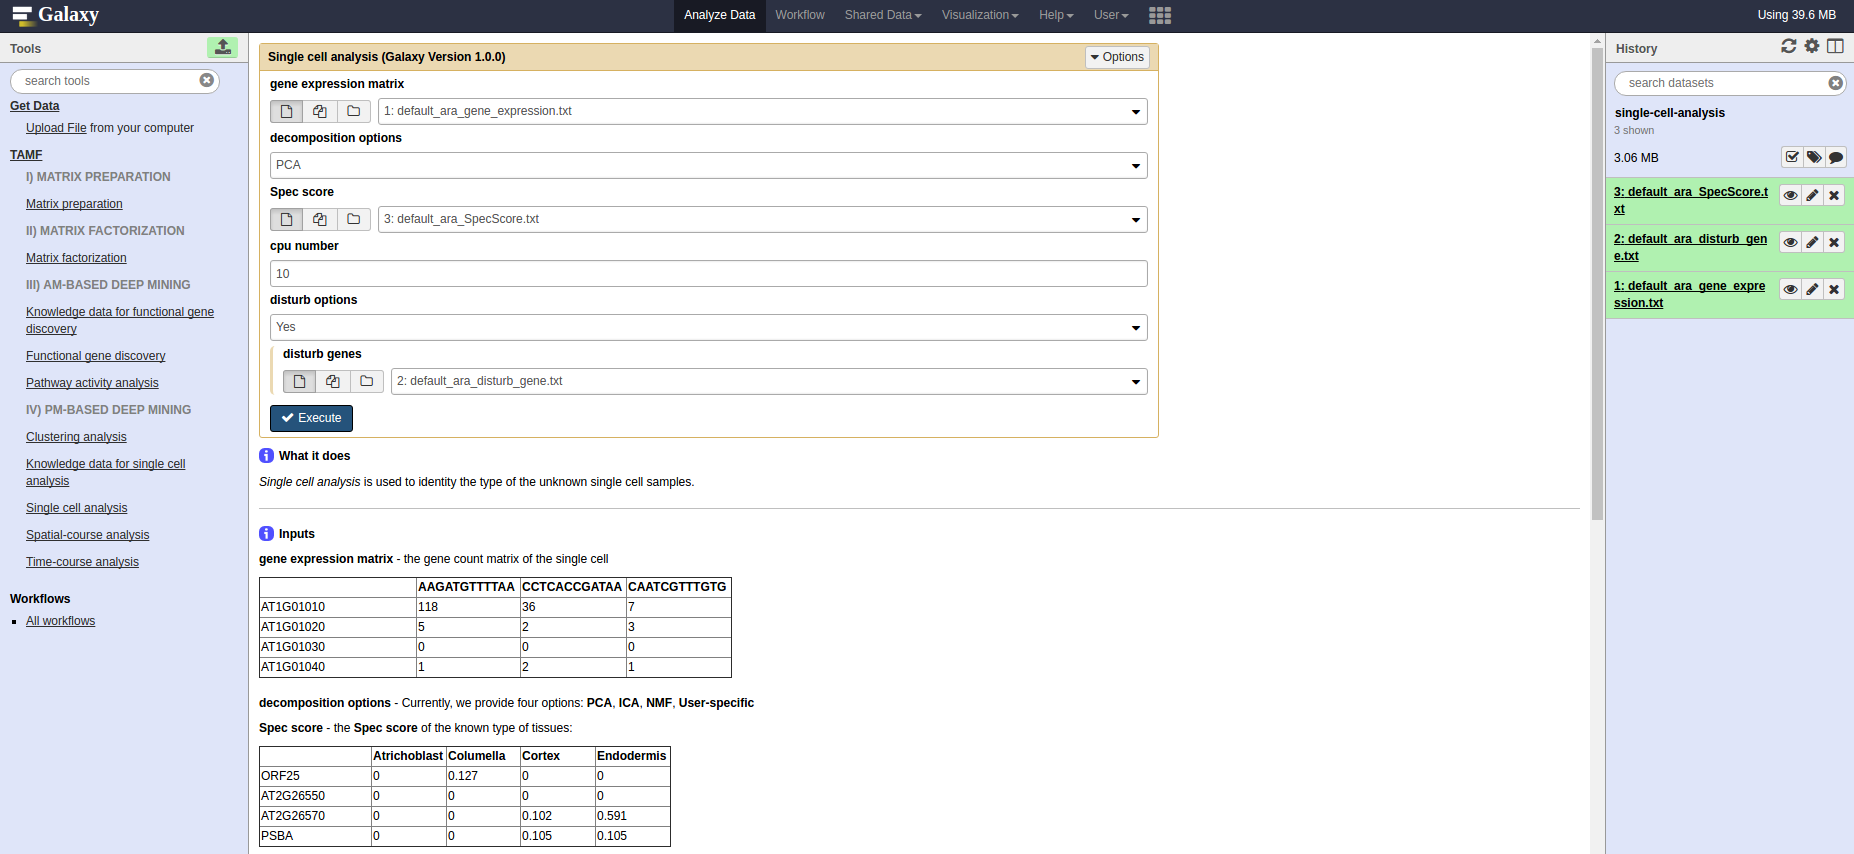 Galaxy
Analyze Data
Workflow
Shared Data
Visualization
Help
User
Using 39.6 MB
Tools
search tools
Get Data
Upload File from your computer
TAMF
I) MATRIX PREPARATION
Matrix preparation
II) MATRIX FACTORIZATION
Matrix factorization
III) AM-BASED DEEP MINING
Knowledge data for functional gene
discovery
Functional gene discovery
Pathway activity analysis
IV) PM-BASED DEEP MINING
Clustering analysis
Knowledge data for single cell
analysis
Single cell analysis
Spatial-course analysis
Time-course analysis
Workflows
All workflows
Single cell analysis (Galaxy Version 1.0.0)
Options
gene expression matrix
1: default_ara_gene_expression.txt
decomposition options
PCA
Spec score
3: default_ara_SpecScore.txt
cpu number
10
disturb options
Yes
disturb genes
2: default_ara_disturb_gene.txt
Execute
What it does
Single cell analysis is used to identity the type of the unknown single cell samples.
Inputs
gene expression matrix - the gene count matrix of the single cell
AAGATGTTTTAA CCTCACCGATAA CAATCGTTTGTG
AT1G01010 118 36 7
AT1G01020 5 2 3
AT1G01030 0 0 0
AT1G01040 1 2 1
decomposition options - Currently, we provide four options: PCA, ICA, NMF, User-specific
Spec score - the Spec score of the known type of tissues:
Atrichoblast Columella Cortex Endodermis
ORF25 0 0.127 0 0
AT2G26550 0 0 0 0
AT2G26570 0 0 0.102 0.591
PSBA 0 0 0.105 0.105
History
search datasets
single-cell-analysis
3 shown
3.06 MB
3: default_ara_SpecScore.t
xt
2: default_ara_disturb_gen
e.txt
1: default_ara_gene_expre
ssion.txt